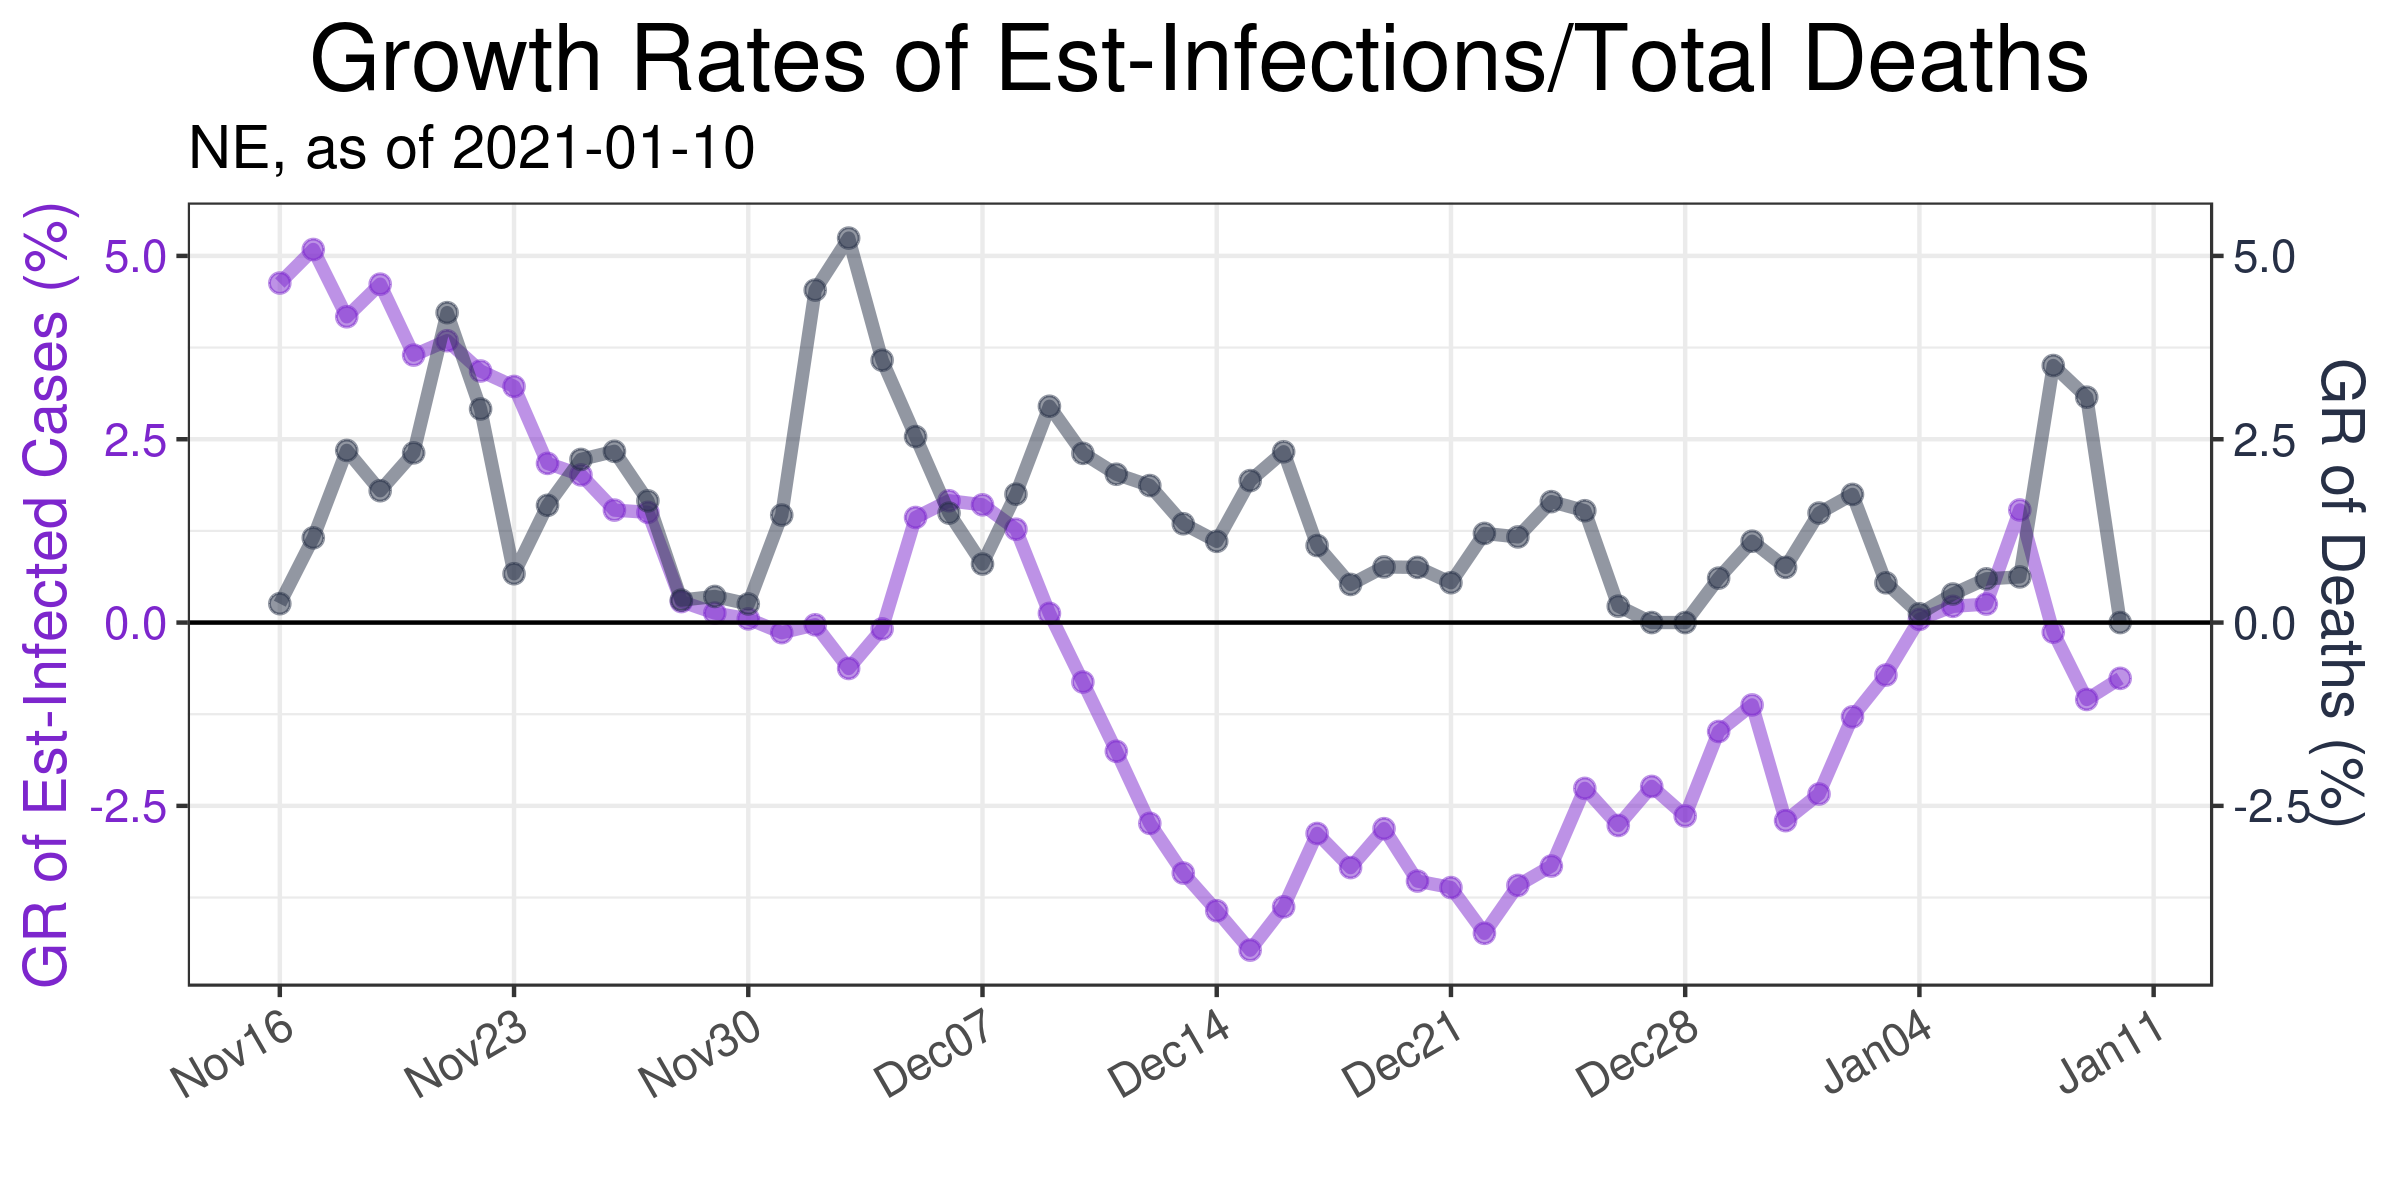 Growth Rates of Est-Infections/Total Deaths
NE, as of 2021-01-10
GR of Est-Infected Cases (%)
5.0
2.5
0.0
-2.5
5.0
2.5
0.0
-2.5
GR of Deaths (%)
Nov16
Nov23
Nov30
Dec07
Dec14
Dec21
Dec28
Jan04
Jan11